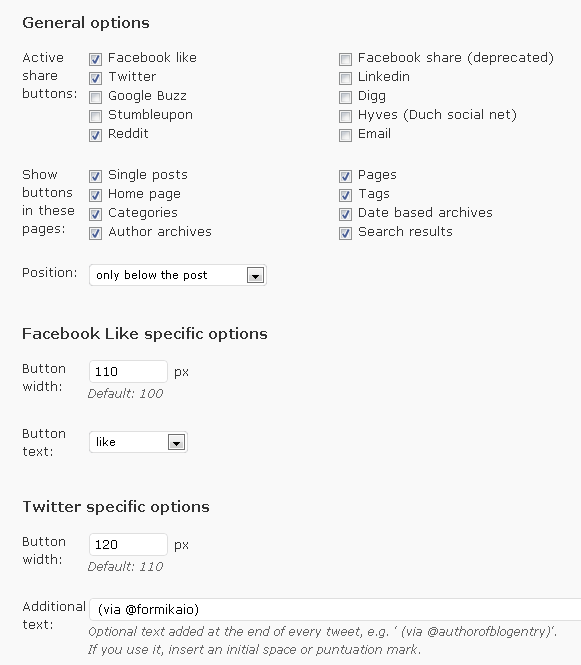 General options
Active share buttons:
Facebook like
Facebook share (deprecated)
Twitter
Linkedin
Google Buzz
Digg
Stumbleupon
Hyves (Duch social net)
Reddit
Email
Show buttons in these pages:
Single posts
Pages
Home page
Tags
Categories
Date based archives
Author archives
Search results
Position:
only below the post
Facebook Like specific options
Button width:
110 px
Default: 100
Button text:
like
Twitter specific options
Button width:
120 px
Default: 110
Additional text:
(via @formikaio)
Optional text added at the end of every tweet, e.g. ' (via @authorofblogentry)'.
If you use it, insert an initial space or puntuation mark.